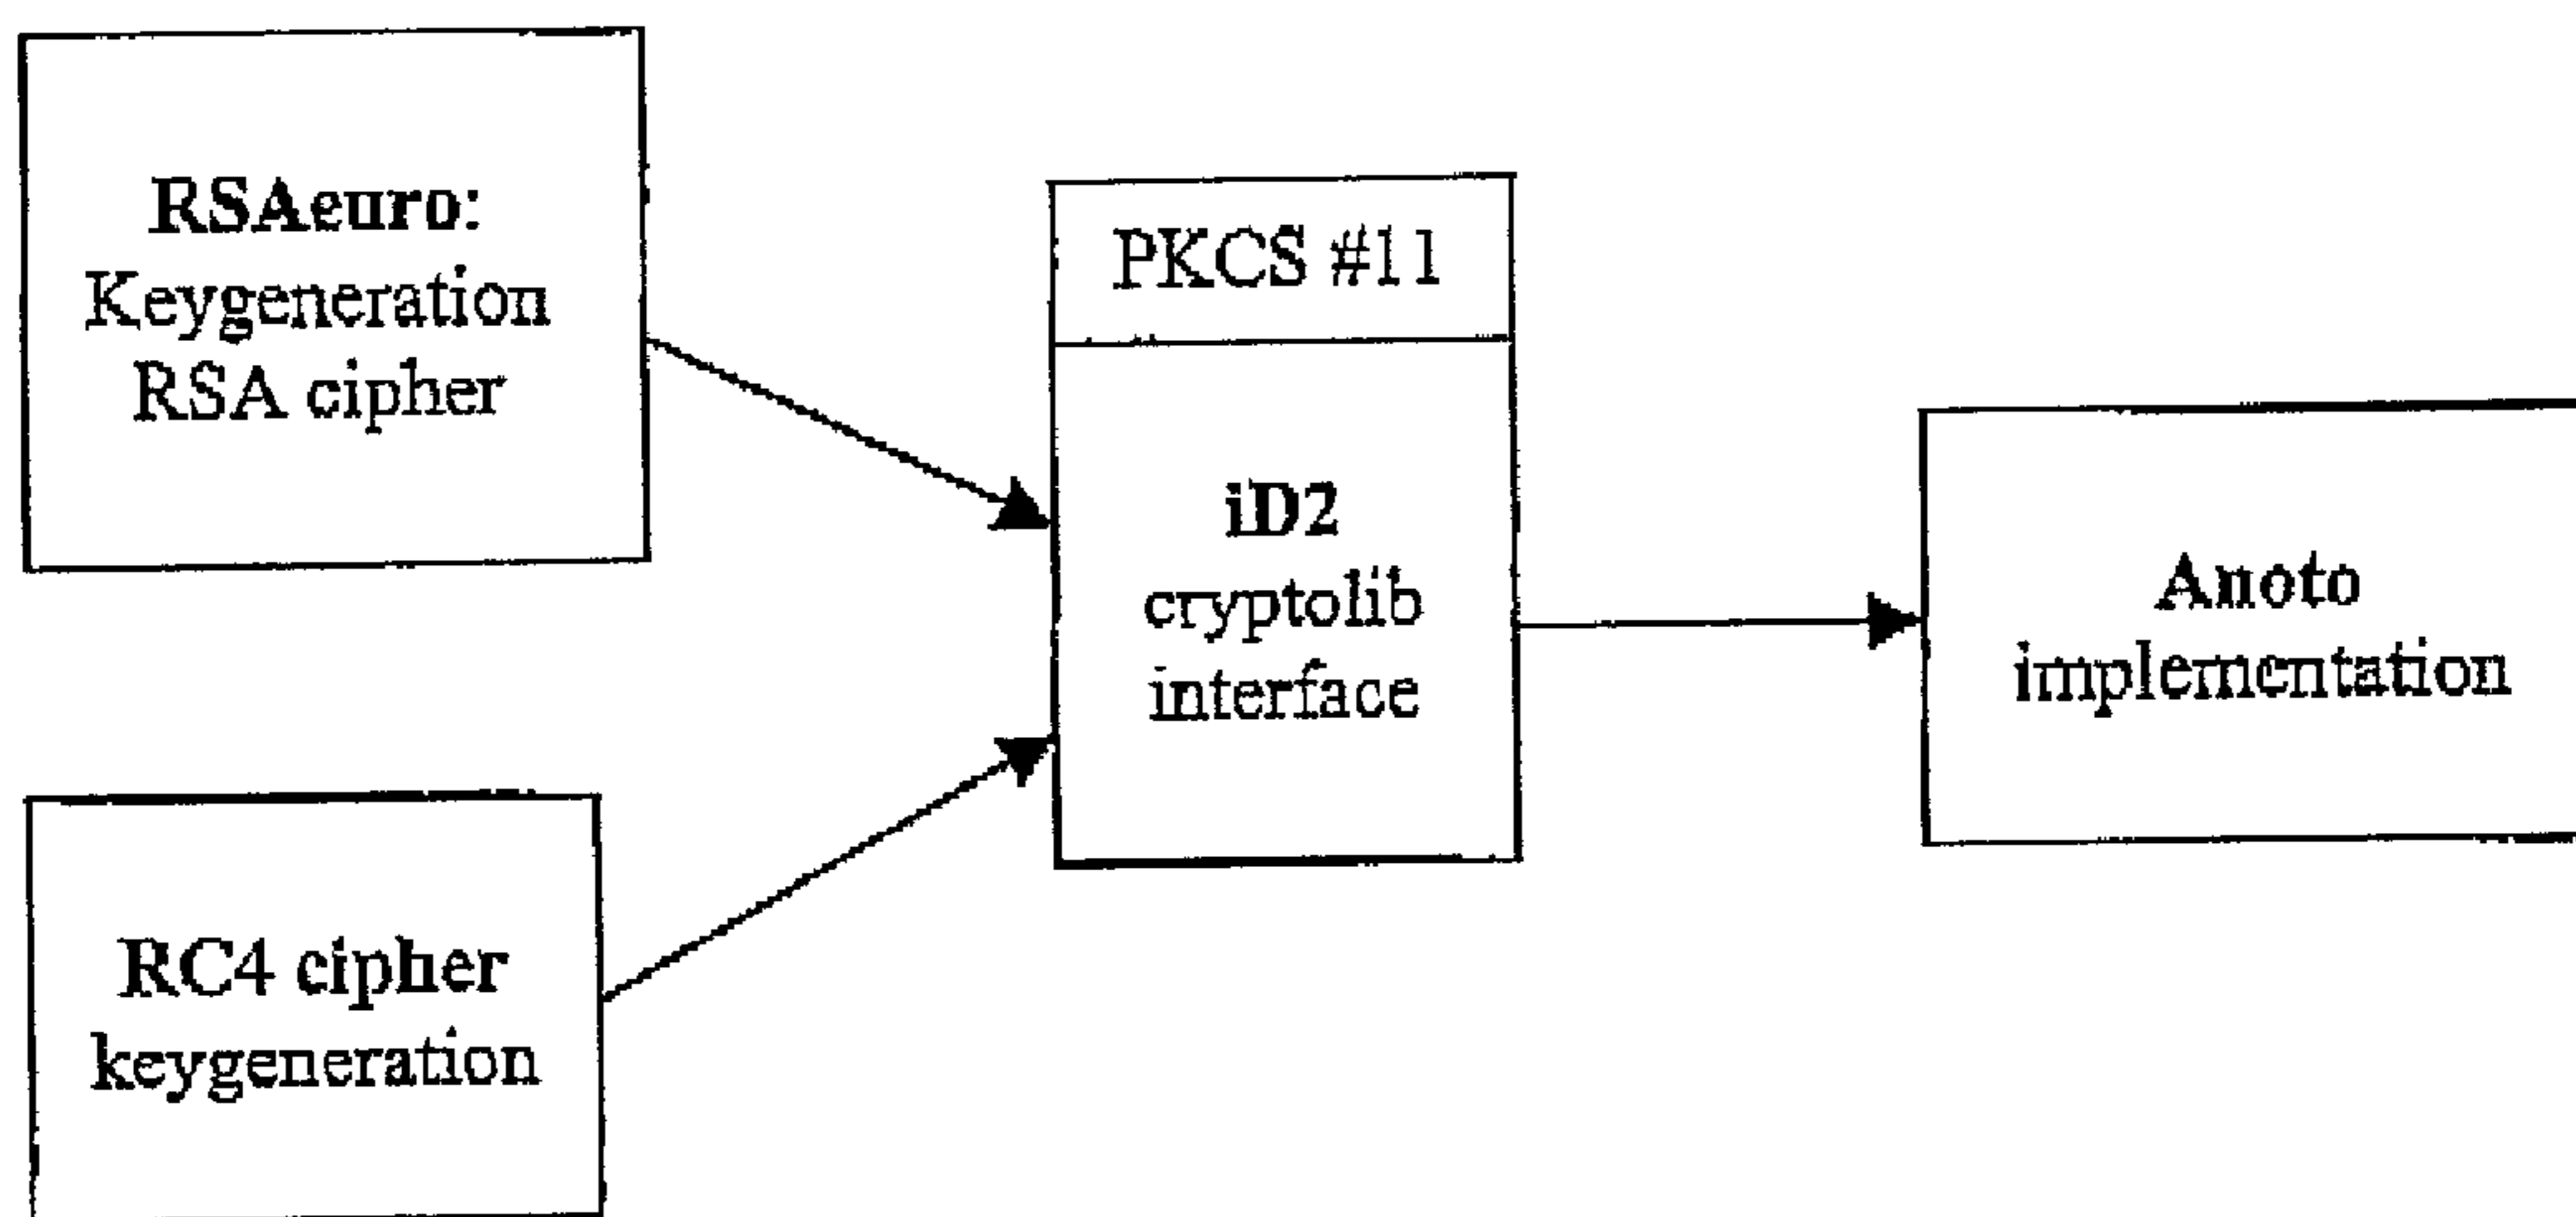 RSAeuro:
Keygeneration
RSA cipher
PKCS #11
iD2
cryptolib
interface
Anoto
implementation
RC4 cipher
keygeneration